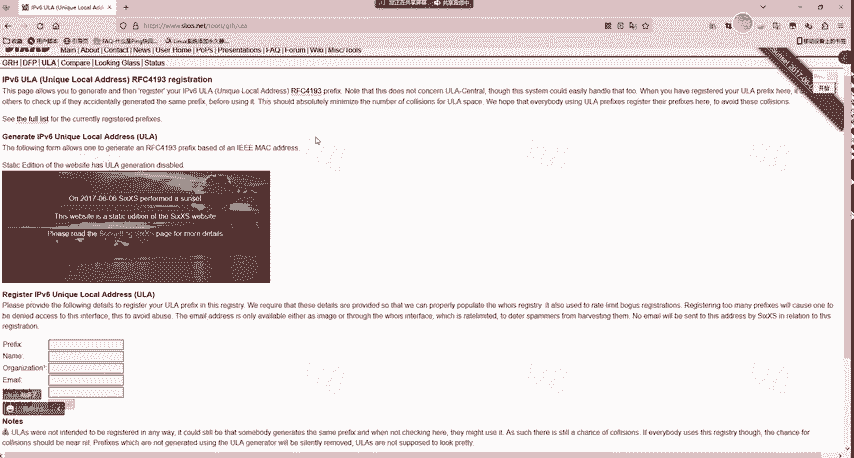 IPv6 ULA (Unique Local Addr
https://www.sixxs.net/tools/grh/ula
Main | About | Contact | News | User Home | PoPs | Presentations | FAQ | Forum | Wiki | Misc/Tools
GRH | DFP | ULA | Compare | Looking Glass | Status
IPv6 ULA (Unique Local Address) RFC4193 registration
This page allows you to generate and then 'register' your IPv6 ULA (Unique Local Address) RFC4193 prefix. Note that this does not concern ULA-Central, though this system could easily handle that too. When you have registered your ULA prefix here, it
开始
others to check up if they accidentally generated the same prefix, before using it. This should absolutely minimize the number of collisions for ULA space. We hope that everybody using ULA prefixes register their prefixes here, to avoid these collisions.
See the full list for the currently registered prefixes.
Generate IPv6 Unique Local Address (ULA)
The following form allows one to generate an RFC4193 prefix based of an IEEE MAC address.
Static Edition of the website has ULA generation disabled.
On 2017-06-06 SixXS performed a sunset
This website is a static edition of the SixXS website
Please read the page for more details
Register IPv6 Unique Local Address (ULA)
Please provide the following details to register your ULA prefix in this registry. We require that these details are provided so that we can properly populate the whois registry. It also used to rate limit bogus registrations. Registering too many prefixes will cause one to
be denied access to this interface, this to avoid abuse. The email address is only available either as image or through the whois interface, which is ratelimited, to deter spammers from harvesting them. No email will be sent to this address by SixXS in relation to this
registration.
Prefix:
Name:
Organization*:
Email:
Notes
ULAs were not intended to be registered in any way, it could still be that somebody generates the same prefix and when not checking here, they might use it. As such there is still a chance of collisions. If everybody uses this registry though, the chance for
collisions should be near nil. Prefixes which are not generated using the ULA generator will be silently removed, ULAs are not supposed to look pretty.